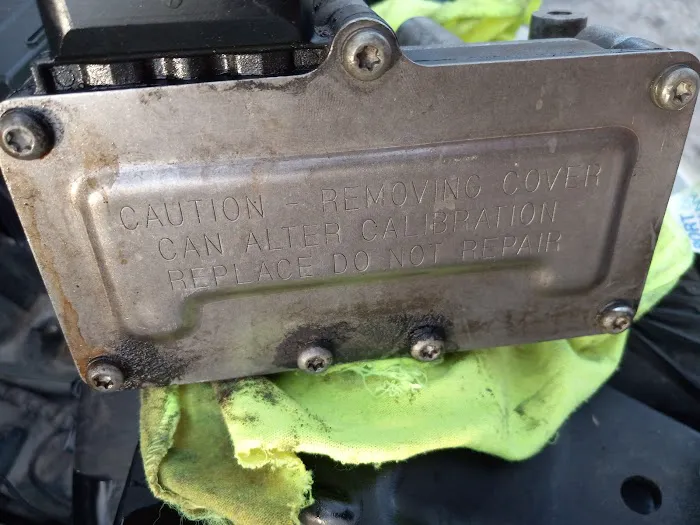 CAUTION - REMOVING COVER
CAN ALTER CALIBRATION
REPLACE DO NOT REPAIR